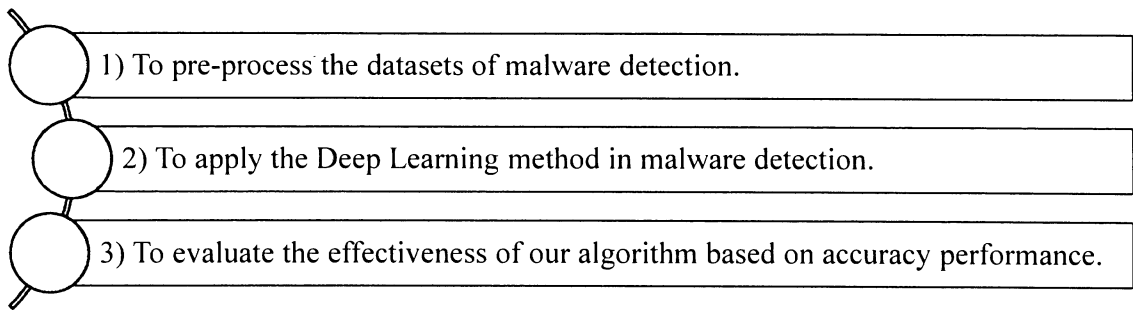 1) To pre-process the datasets of malware detection.
2) To apply the Deep Learning method in malware detection.
3) To evaluate the effectiveness of our algorithm based on accuracy performance.